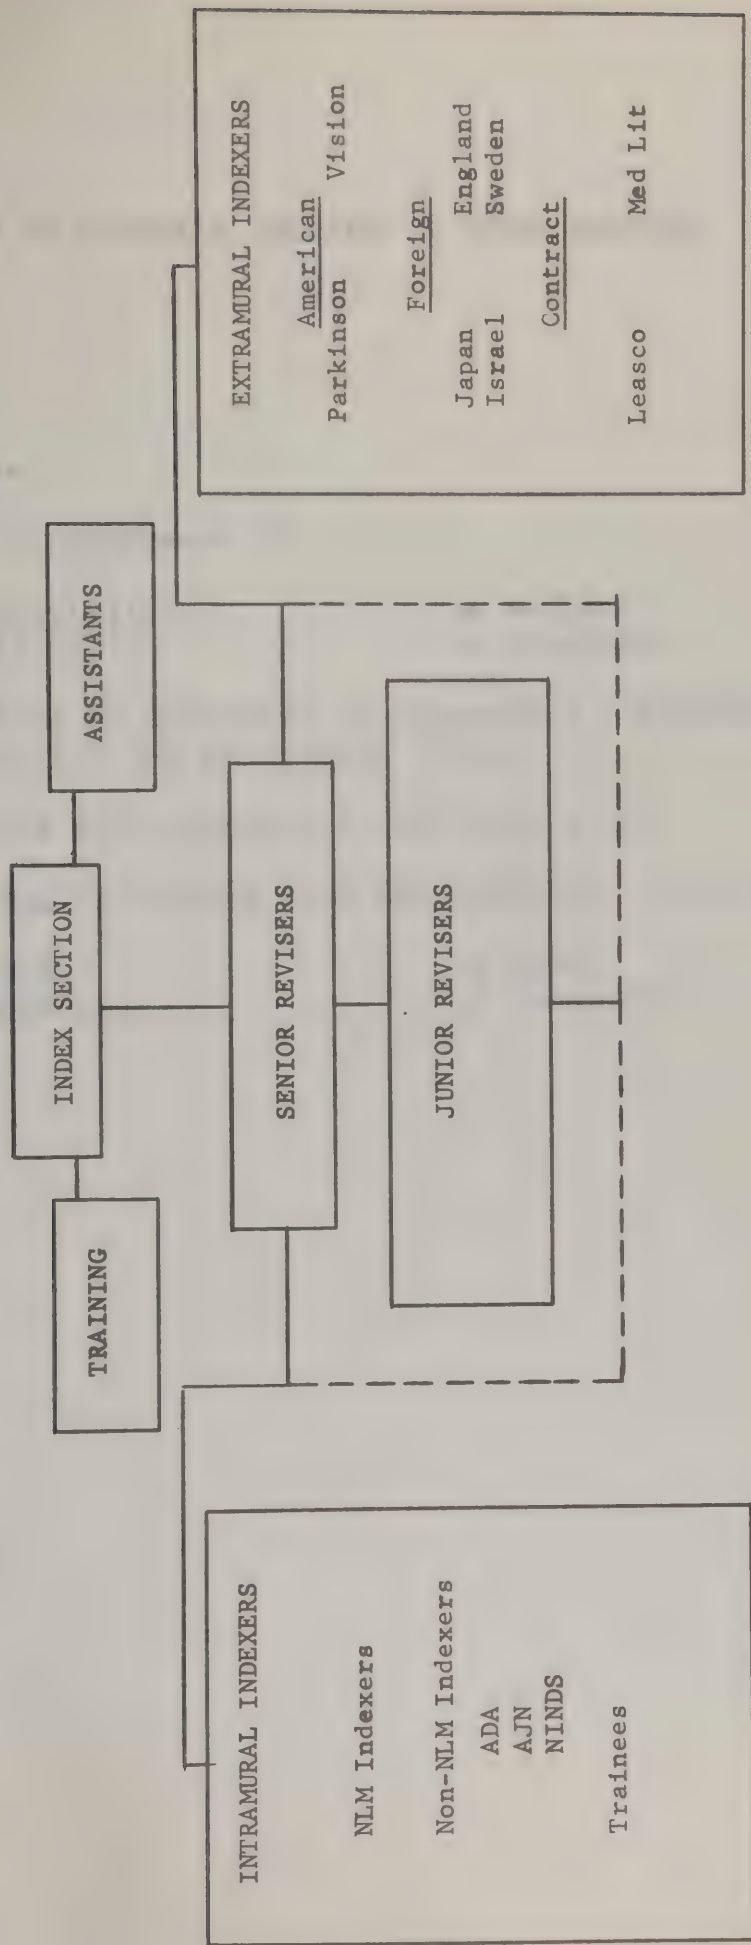 INDEX SECTION
TRAINING
ASSISTANTS
SENIOR REVISERS
JUNIOR REVISERS
INTRAMURAL INDEXERS
NLM Indexers
Non-NLM Indexers
ADA
AJN
NINDS
Trainees
EXTRAMURAL INDEXERS
American
Parkinson Vision
Foreign
Japan England
Israel Sweden
Contract
Leasco Med Lit